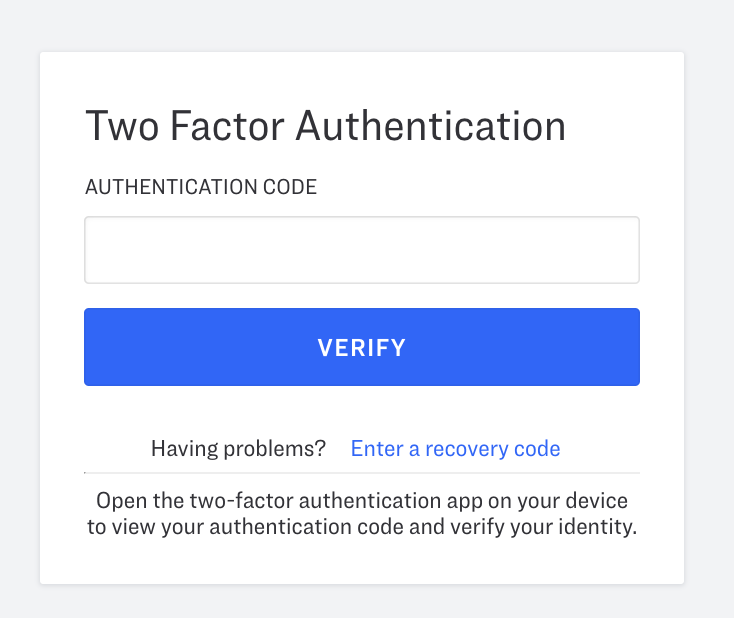 Two Factor Authentication
AUTHENTICATION CODE
VERIFY
Having problems? Enter a recovery code
Open the two-factor authentication app on your device
to view your authentication code and verify your identity.